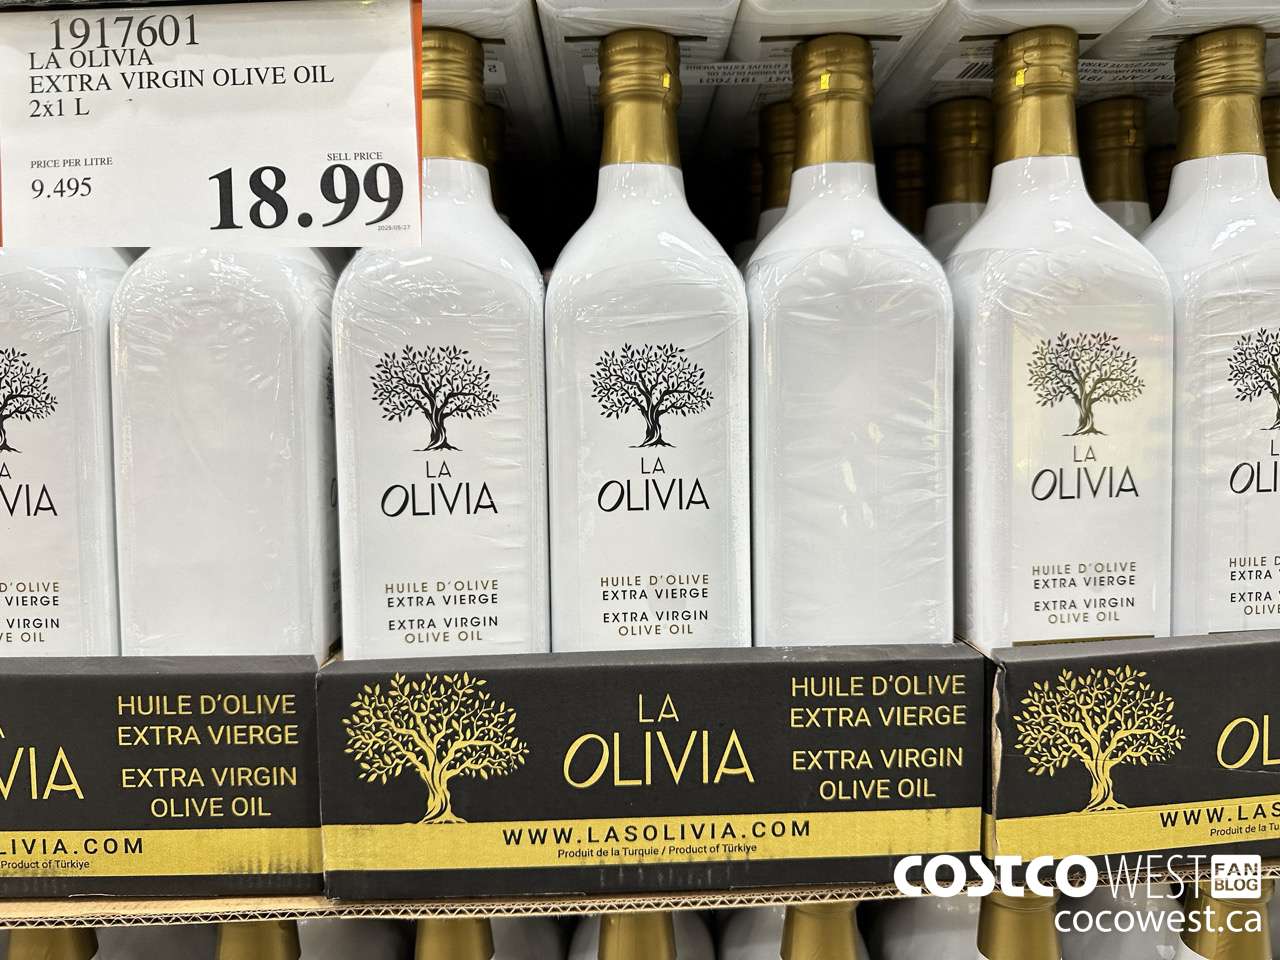 1917601
LA OLIVIA
EXTRA VIRGIN OLIVE OIL
2x1 L
PRICE PER LITRE
9.495
SELL PRICE
18.99
LA
OLIVIA
HUILE D'OLIVE
EXTRA VIERGE
EXTRA VIRGIN
OLIVE OIL
LA
OLIVIA
HUILE D'OLIVE
EXTRA VIERGE
EXTRA VIRGIN
OLIVE OIL
LA
OLIVIA
HUILE D'OLIVE
EXTRA VIERGE
EXTRA VIRGIN
OLIVE OIL
HUILE D'OLIVE
EXTRA VIERGE
EXTRA VIRGIN
OLIVE OIL
Product of Türkiye
LA
OLIVIA
HUILE D'OLIVE
EXTRA VIERGE
EXTRA VIRGIN
OLIVE OIL
WWW.LASOLIVIA.COM
Produit de la Turquie / Product of Türkiye
COSTCO WEST FAN BLOG
cocowest.ca